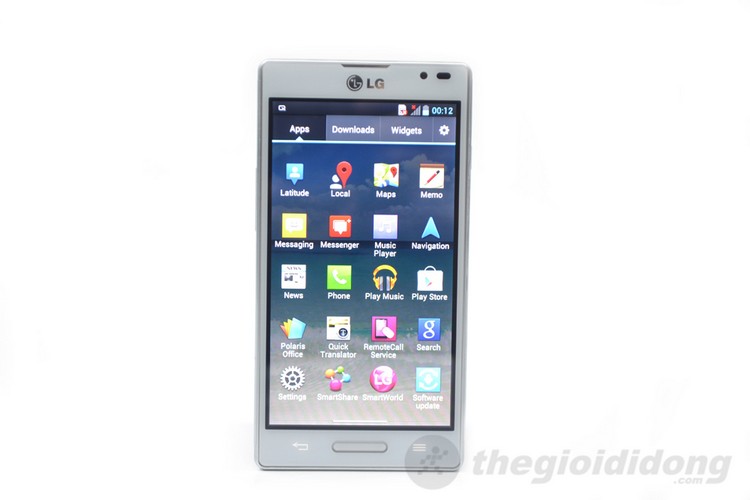 LG
00:12
Apps Downloads Widgets
Latitude Local Maps Memo
Messaging Messenger Music Player Navigation
News Phone Play Music Play Store
Polaris Office Quick Translator RemoteCall Service Search
Settings SmartShare SmartWorld Software update
thegioididong
.com